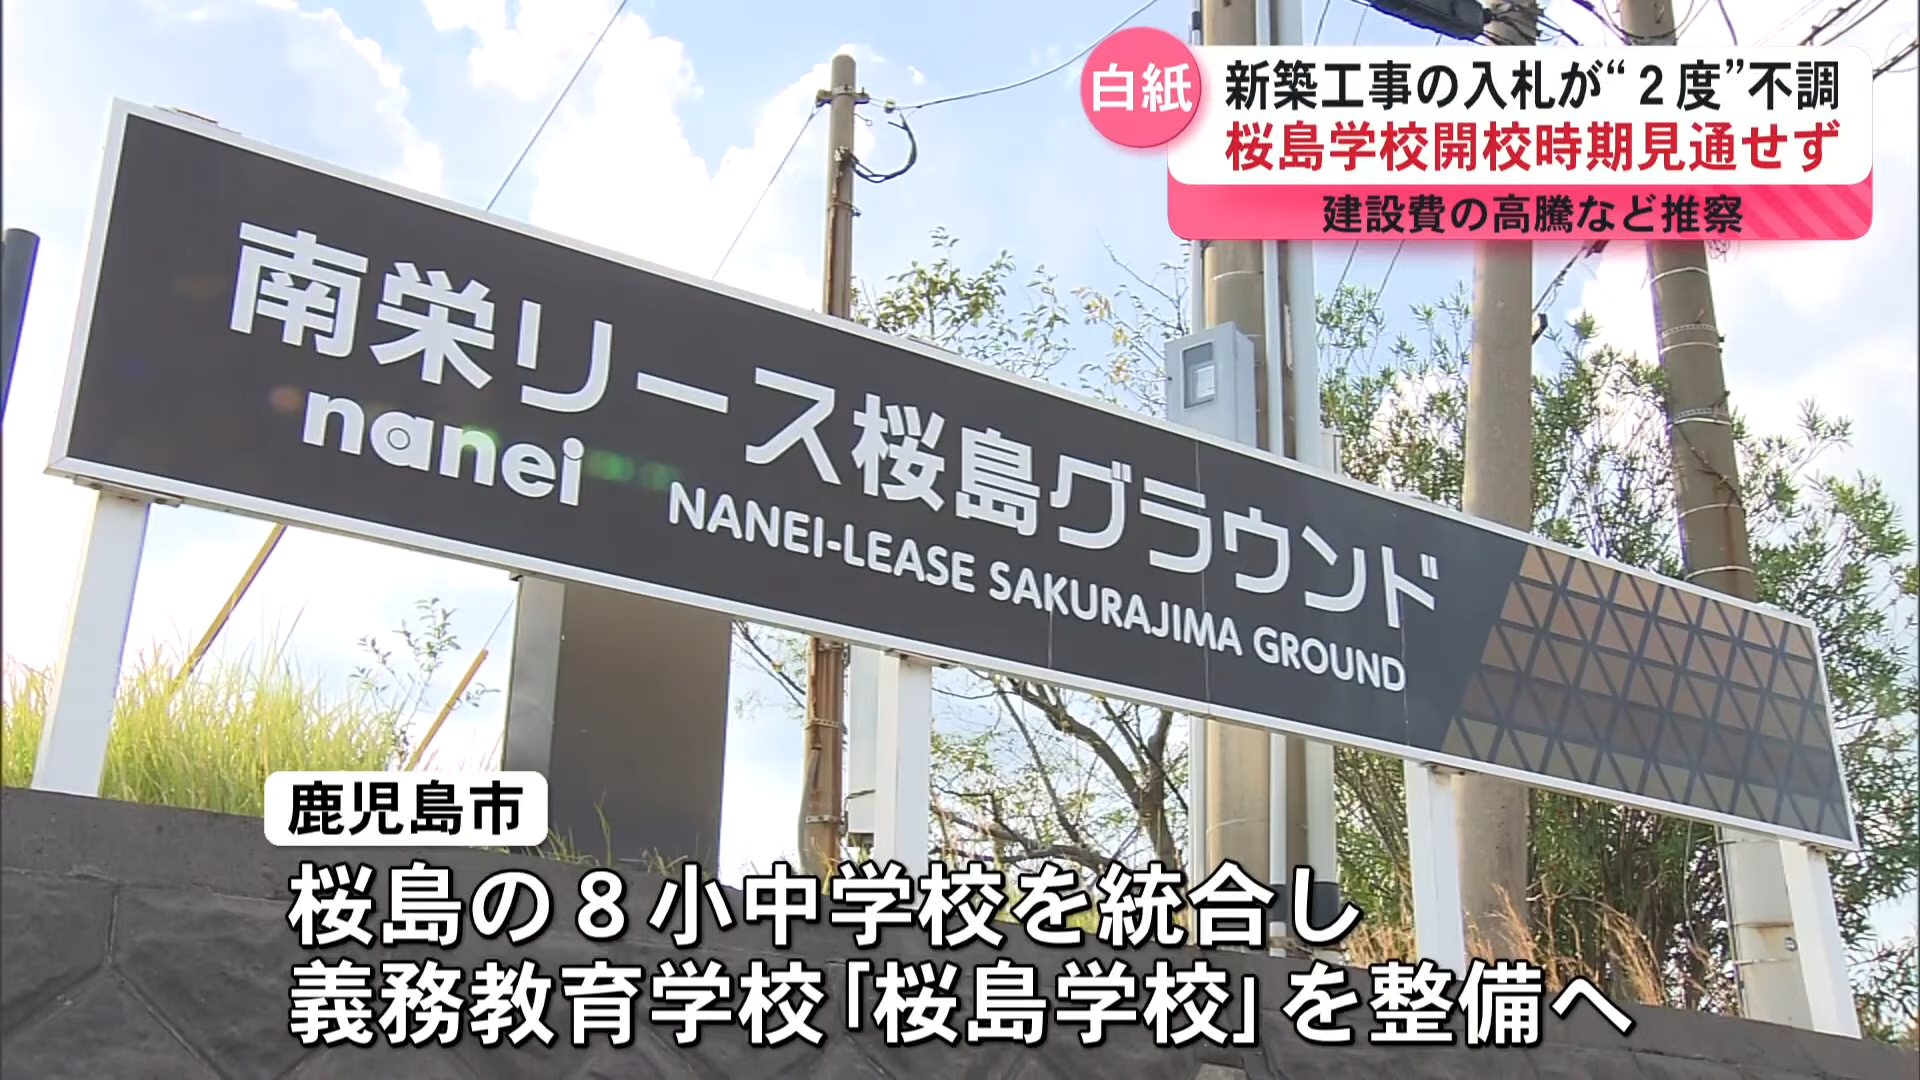 白紙
新築工事の入札が“２度”不調
桜島学校開校時期見通せず
建設費の高騰など推察
南栄リース桜島グラウンド
nanei
NANEI-LEASE SAKURAJIMA GROUND
鹿児島市
桜島の８小中学校を統合し
義務教育学校｢桜島学校｣を整備へ